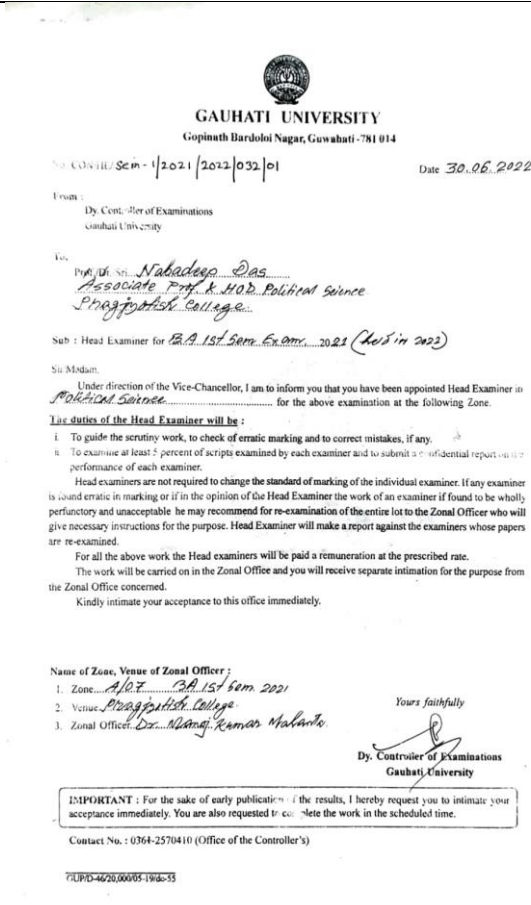 GAUHATI UNIVERSITY
Gopinath Bardoloi Nagar, Guwahati-781 014
Sem-1/2021/2022/032/01 Date 30.06.2022
From :
Dy. Controller of Examinations
Gauhati University
To,
Prof./Dr. Sri. Nabadeep Das
Associate Prof. & HOD Political Science
Phragjyotish College
Sub : Head Examiner for BA 1st Sem Exam. 2021 (held in 2022)
Sir/Madam,
Under direction of the Vice-Chancellor, I am to inform you that you have been appointed Head Examiner in
Political Science for the above examination at the following Zone.
The duties of the Head Examiner will be :
i. To guide the scrutiny work, to check of erratic marking and to correct mistakes, if any.
ii. To examine at least 5 percent of scripts examined by each examiner and to submit a confidential report on the
performance of each examiner.
Head examiners are not required to change the standard of marking of the individual examiner. If any examiner
is found erratic in marking or if in the opinion of the Head Examiner the work of an examiner if found to be wholly
perfunctory and unacceptable he may recommend for re-examination of the entire lot to the Zonal Officer who will
give necessary instructions for the purpose. Head Examiner will make a report against the examiners whose papers
are re-examined.
For all the above work the Head examiners will be paid a remuneration at the prescribed rate.
The work will be carried on in the Zonal Office and you will receive separate intimation for the purpose from
the Zonal Office concerned.
Kindly intimate your acceptance to this office immediately.
Name of Zone, Venue of Zonal Officer :
1. Zone A/07 BA 1st Sem. 2021
2. Venue Phragjyotish College
3. Zonal Officer Dr. Manoj Kumar Mahanta
Yours faithfully
Dy. Controller of Examinations
Gauhati University
IMPORTANT : For the sake of early publication of the results, I hereby request you to intimate your
acceptance immediately. You are also requested to complete the work in the scheduled time.
Contact No. : 0364-2570410 (Office of the Controller's)
GUP/D-46/20,000/05-19/do-55